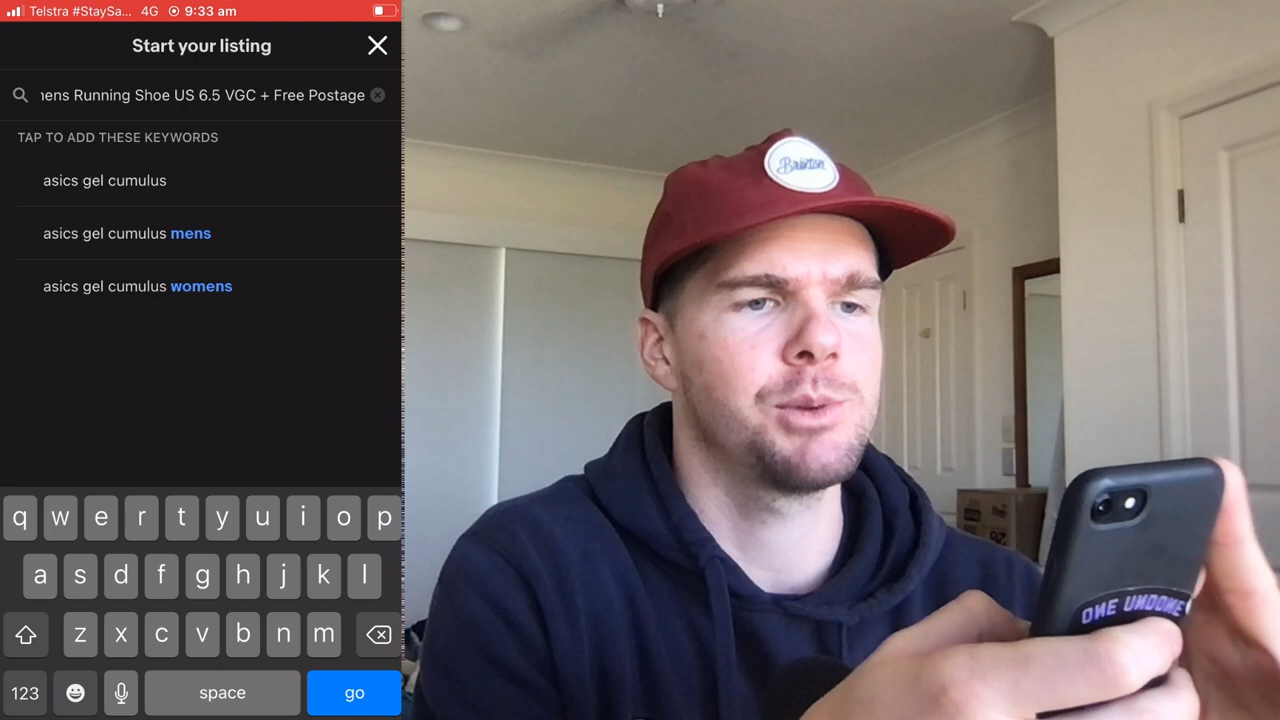 Telstra #StaySa... 4G 9:33 am
Start your listing
ens Running Shoe US 6.5 VGC + Free Postage
TAP TO ADD THESE KEYWORDS
asics gel cumulus
asics gel cumulus mens
asics gel cumulus womens
q w e r t y u i o p
a s d f g h j k l
z x c v b n m
123 space go
Brixton
ONE UNDONE